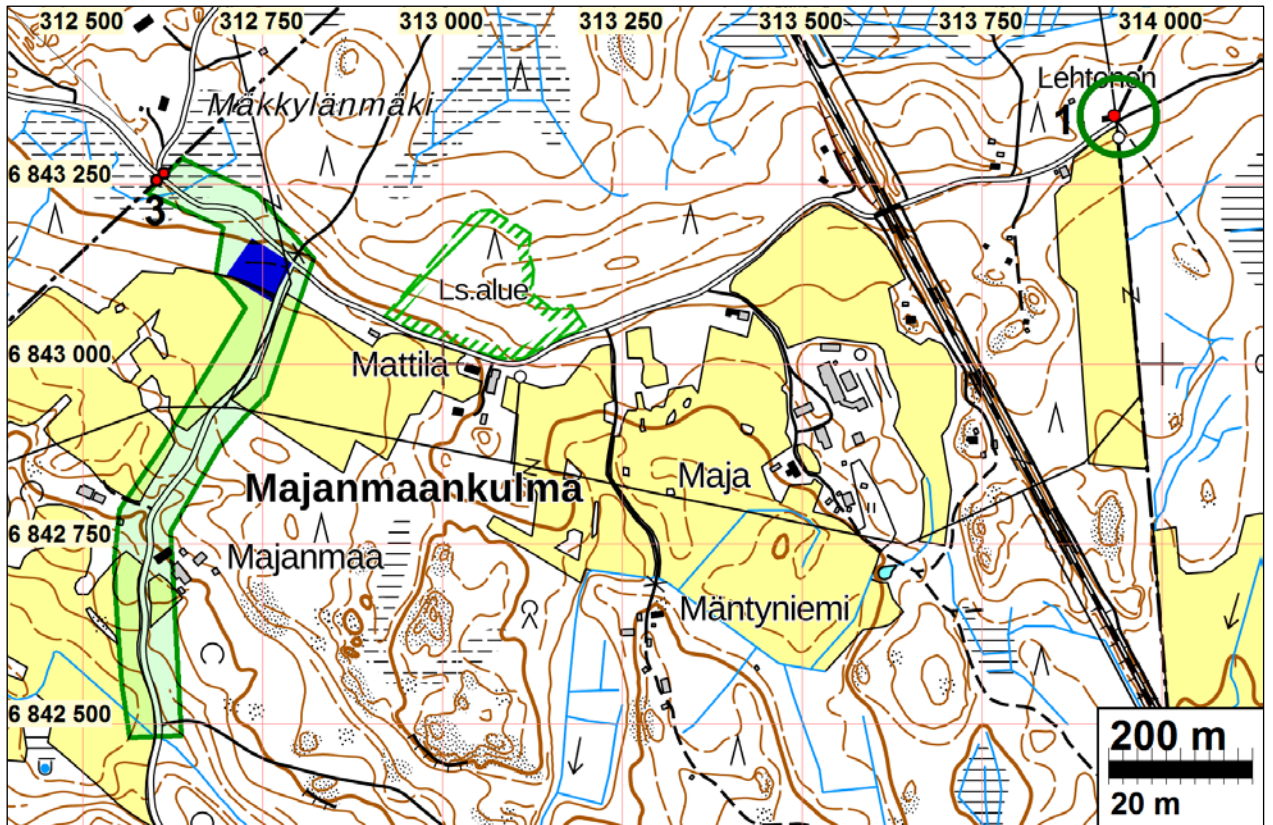 312 500
312 750
313 000
313 250
313 500
313 750
314 000
Lehtonen
1
Mäkkylänmäki
6 843 250
3
Ls.alue
6 843 000
Mattila
Majanmaankulma
Maja
6 842 750
Majanmaa
Mäntyniemi
6 842 500
200 m
20 m